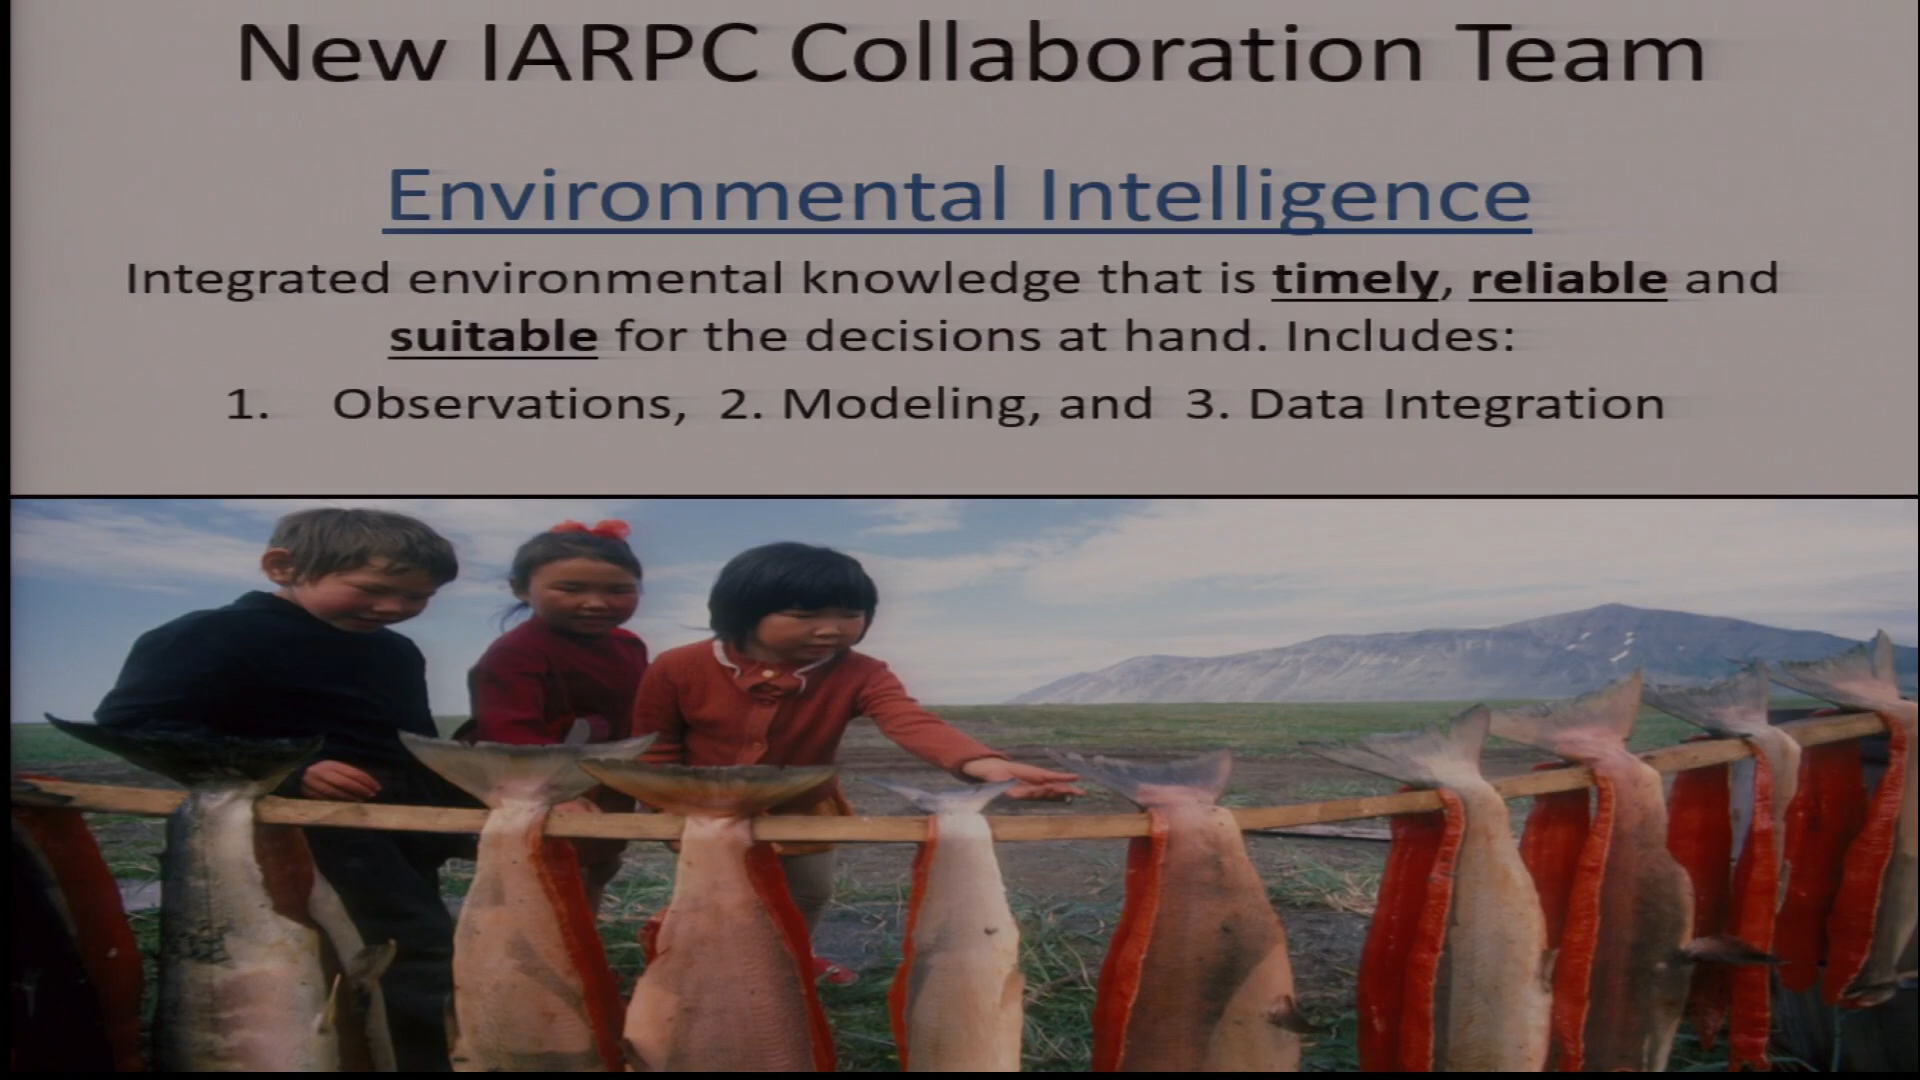 New IARPC Collaboration Team
Environmental Intelligence
Integrated environmental knowledge that is timely, reliable and
suitable for the decisions at hand. Includes:
1. Observations, 2. Modeling, and 3. Data Integration